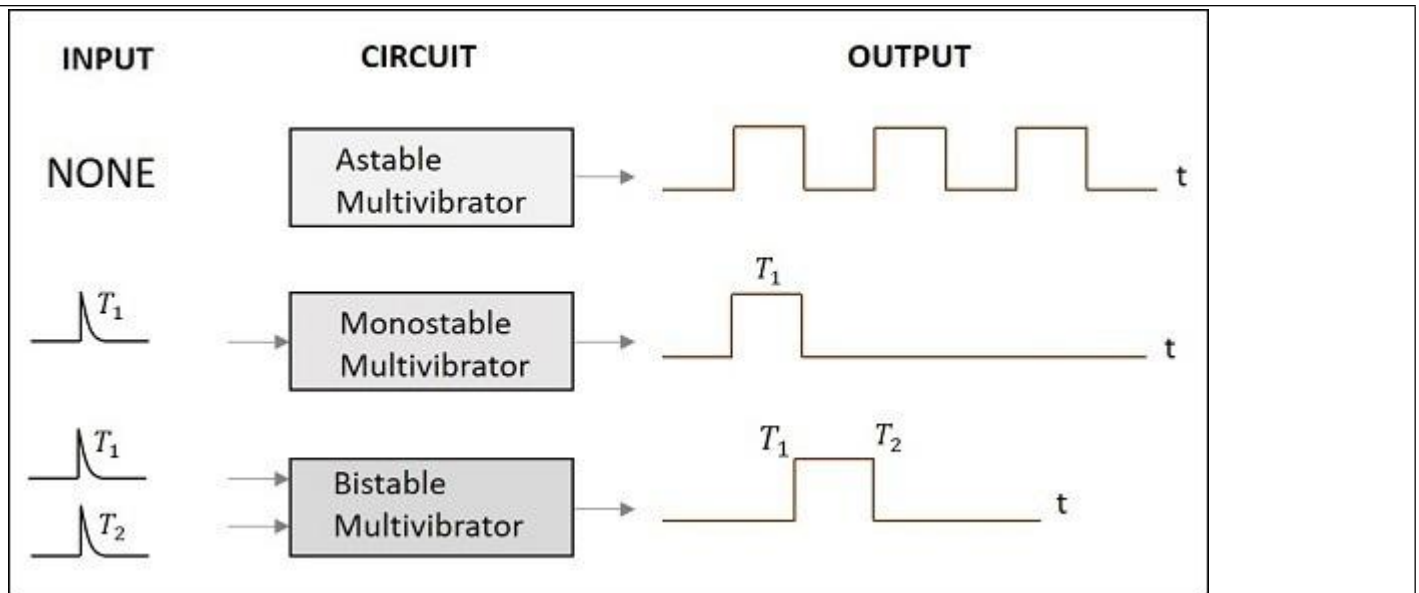 INPUT CIRCUIT OUTPUT
NONE
Astable
Multivibrator
t
T₁
Monostable
Multivibrator
T₁
t
T₁
T₂
Bistable
Multivibrator
T₁ T₂
t